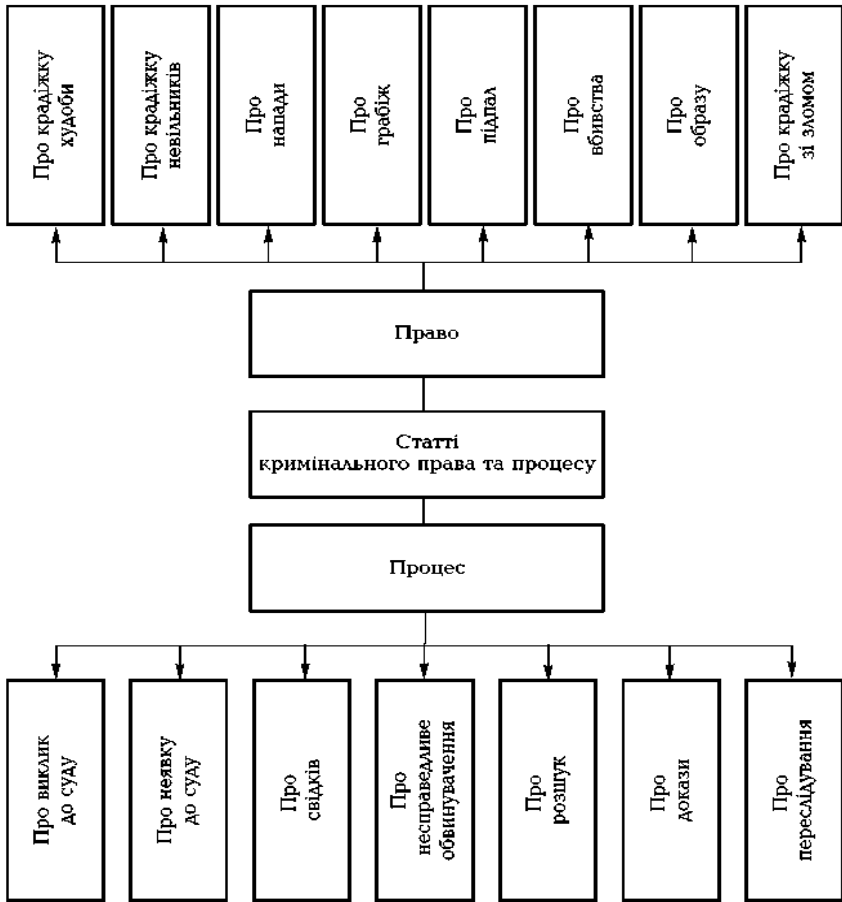 Про крадіжку
худоби
Про крадіжку
невільників
Про
напади
Про
грабіж
Про
підпал
Про
вбивства
Про
образу
Про крадіжку
зі зломом
Право
Статті
кримінального права та процесу
Процес
Про виклик
до суду
Про неявку
до суду
Про
свідків
Про
несправедливе
обвинувачення
Про
розшук
Про
докази
Про
переслідування